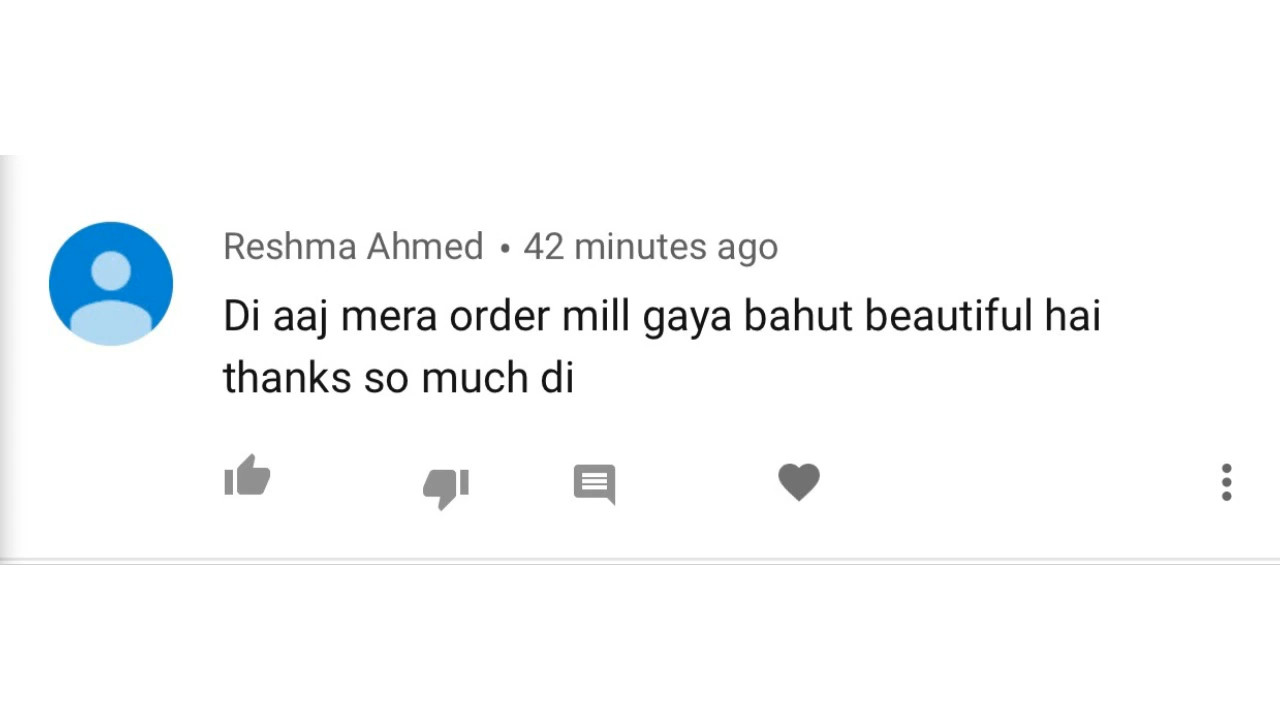 Reshma Ahmed • 42 minutes ago
Di aaj mera order mill gaya bahut beautiful hai
thanks so much di